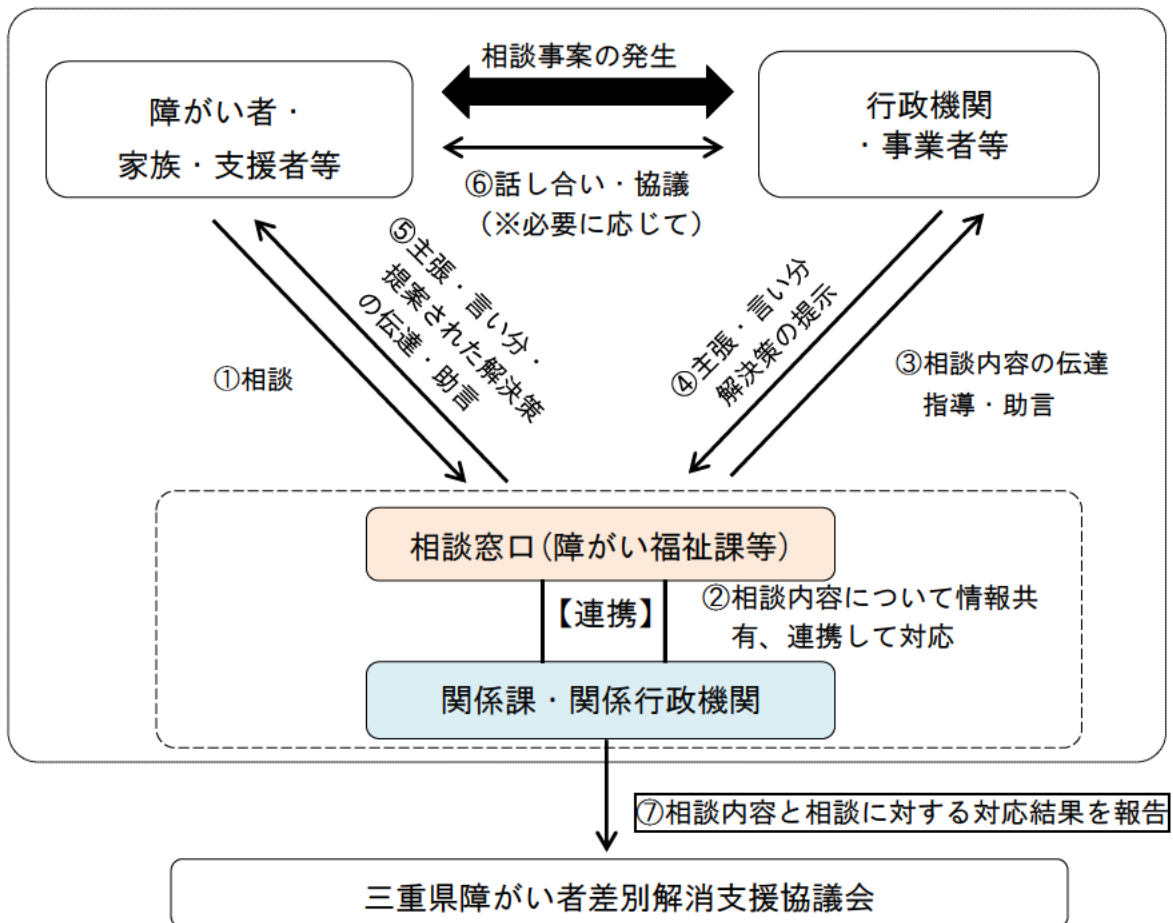 相談事案の発生
障がい者・
家族・支援者等
行政機関
・事業者等
⑥話し合い・協議
（※必要に応じて）
①相談
⑤主張・言い分・
提案された解決策
の伝達・助言
④主張・言い分
解決策の提示
③相談内容の伝達
指導・助言
相談窓口(障がい福祉課等)
【連携】
②相談内容について情報共
有、連携して対応
関係課・関係行政機関
⑦相談内容と相談に対する対応結果を報告
三重県障がい者差別解消支援協議会